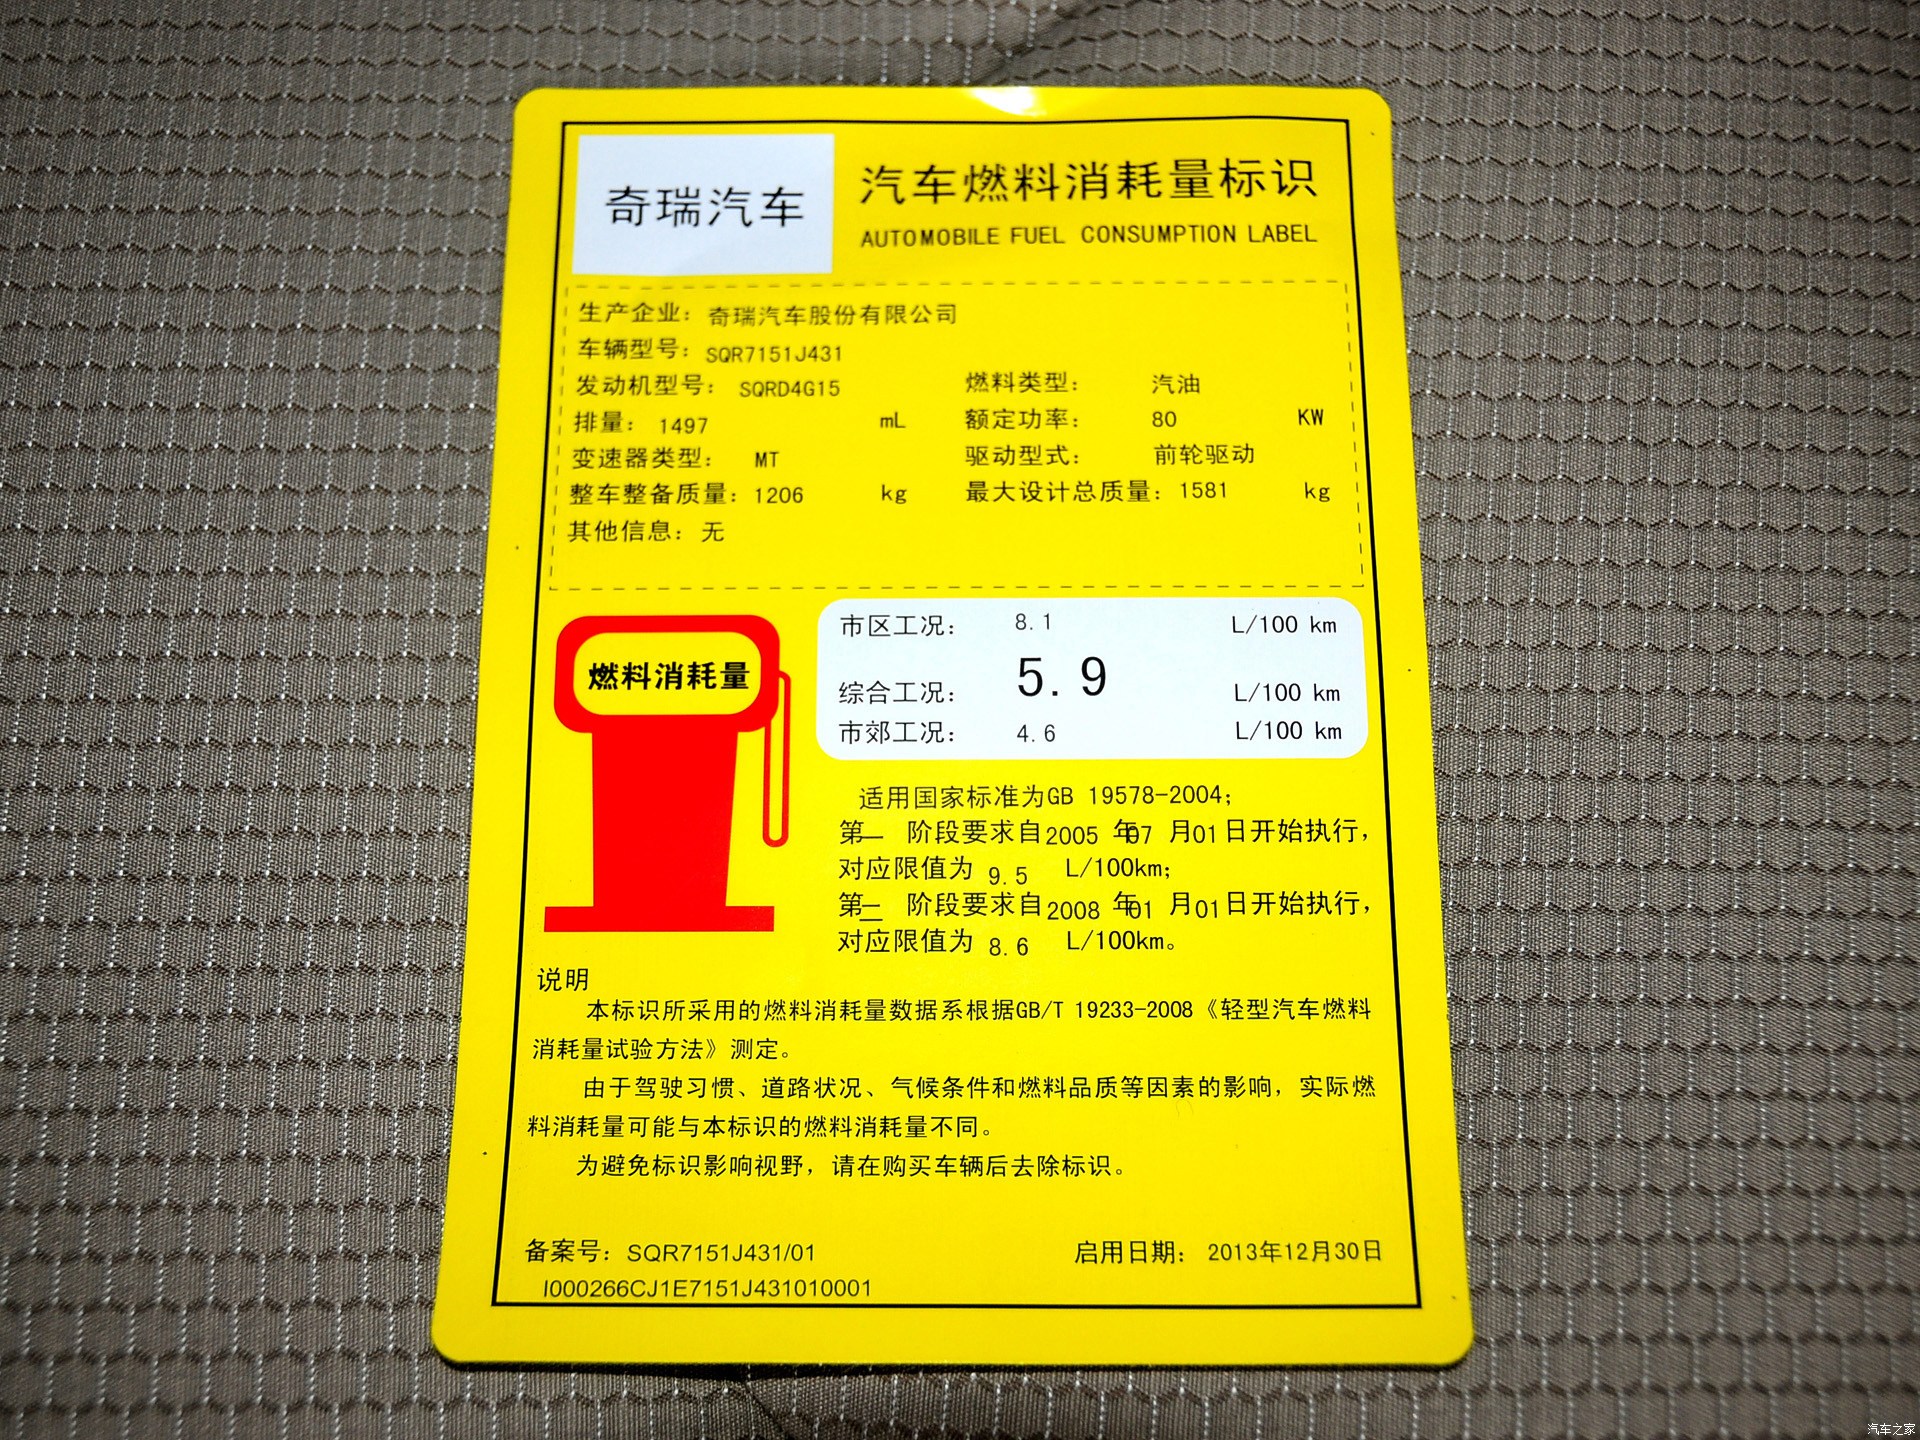 奇瑞汽车
汽车燃料消耗量标识
AUTOMOBILE FUEL CONSUMPTION LABEL
生产企业：奇瑞汽车股份有限公司
车辆型号：SQR7151J431
发动机型号：SQRD4G15 燃料类型：汽油
排量：1497 mL 额定功率：80 KW
变速器类型：MT 驱动型式：前轮驱动
整车整备质量：1206 kg 最大设计总质量：1581 kg
其他信息：无
燃料消耗量
市区工况：8.1 L/100 km
综合工况：5.9 L/100 km
市郊工况：4.6 L/100 km
适用国家标准为GB 19578-2004；
第一 阶段要求自2005 年07 月01日开始执行，
对应限值为 9.5 L/100km；
第二 阶段要求自2008 年01 月01日开始执行，
对应限值为 8.6 L/100km。
说明
本标识所采用的燃料消耗量数据系根据GB/T 19233-2008《轻型汽车燃料
消耗量试验方法》测定。
由于驾驶习惯、道路状况、气候条件和燃料品质等因素的影响，实际燃
料消耗量可能与本标识的燃料消耗量不同。
为避免标识影响视野，请在购买车辆后去除标识。
备案号：SQR7151J431/01 启用日期：2013年12月30日
I000266CJ1E7151J431010001
汽车之家